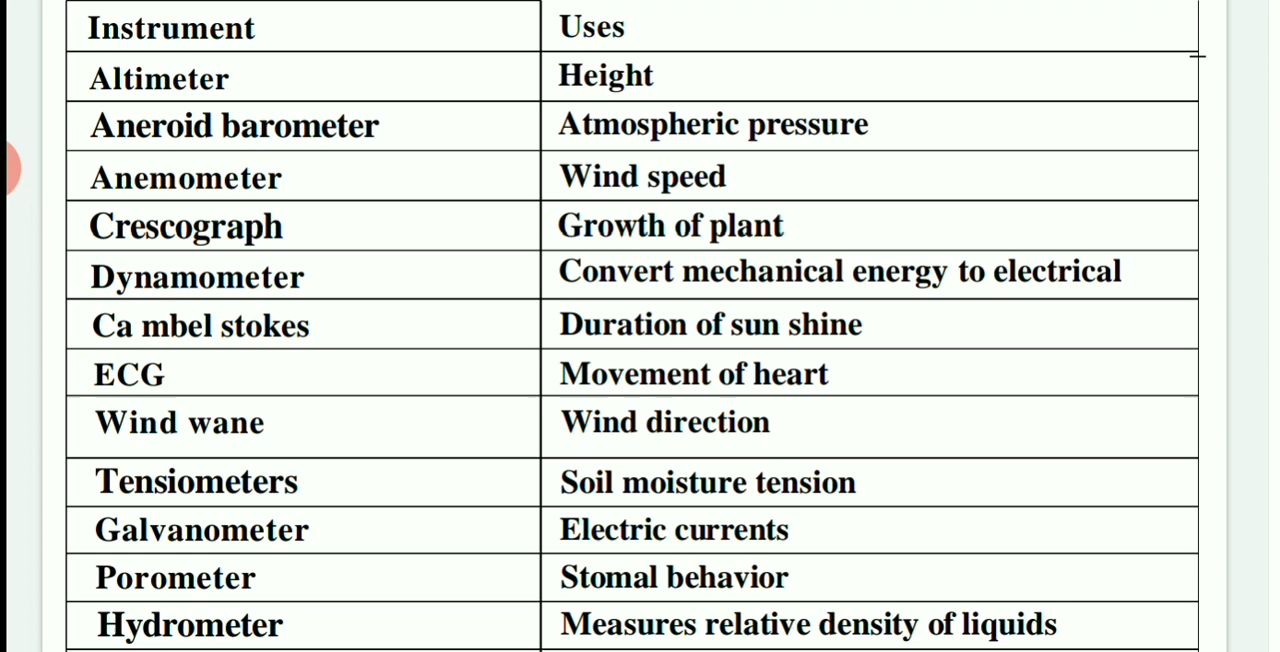 Instrument Uses
Altimeter Height
Aneroid barometer Atmospheric pressure
Anemometer Wind speed
Crescograph Growth of plant
Dynamometer Convert mechanical energy to electrical
Ca mbel stokes Duration of sun shine
ECG Movement of heart
Wind wane Wind direction
Tensiometers Soil moisture tension
Galvanometer Electric currents
Porometer Stomal behavior
Hydrometer Measures relative density of liquids